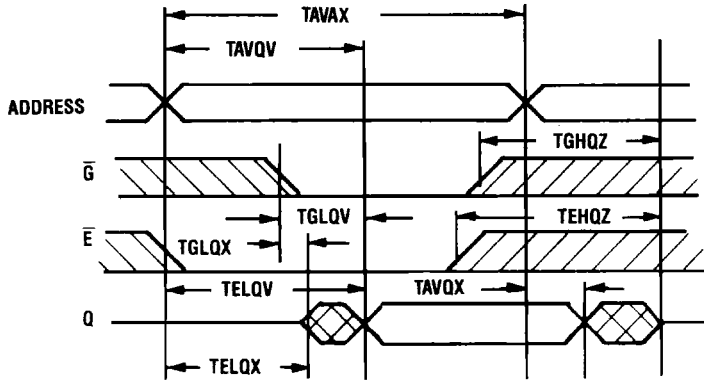 TAVAX
TAVQV
ADDRESS
TGHQZ
G
TGLQV
TEHQZ
E
TGLQX
TELQV
TAVQX
Q
TELQX